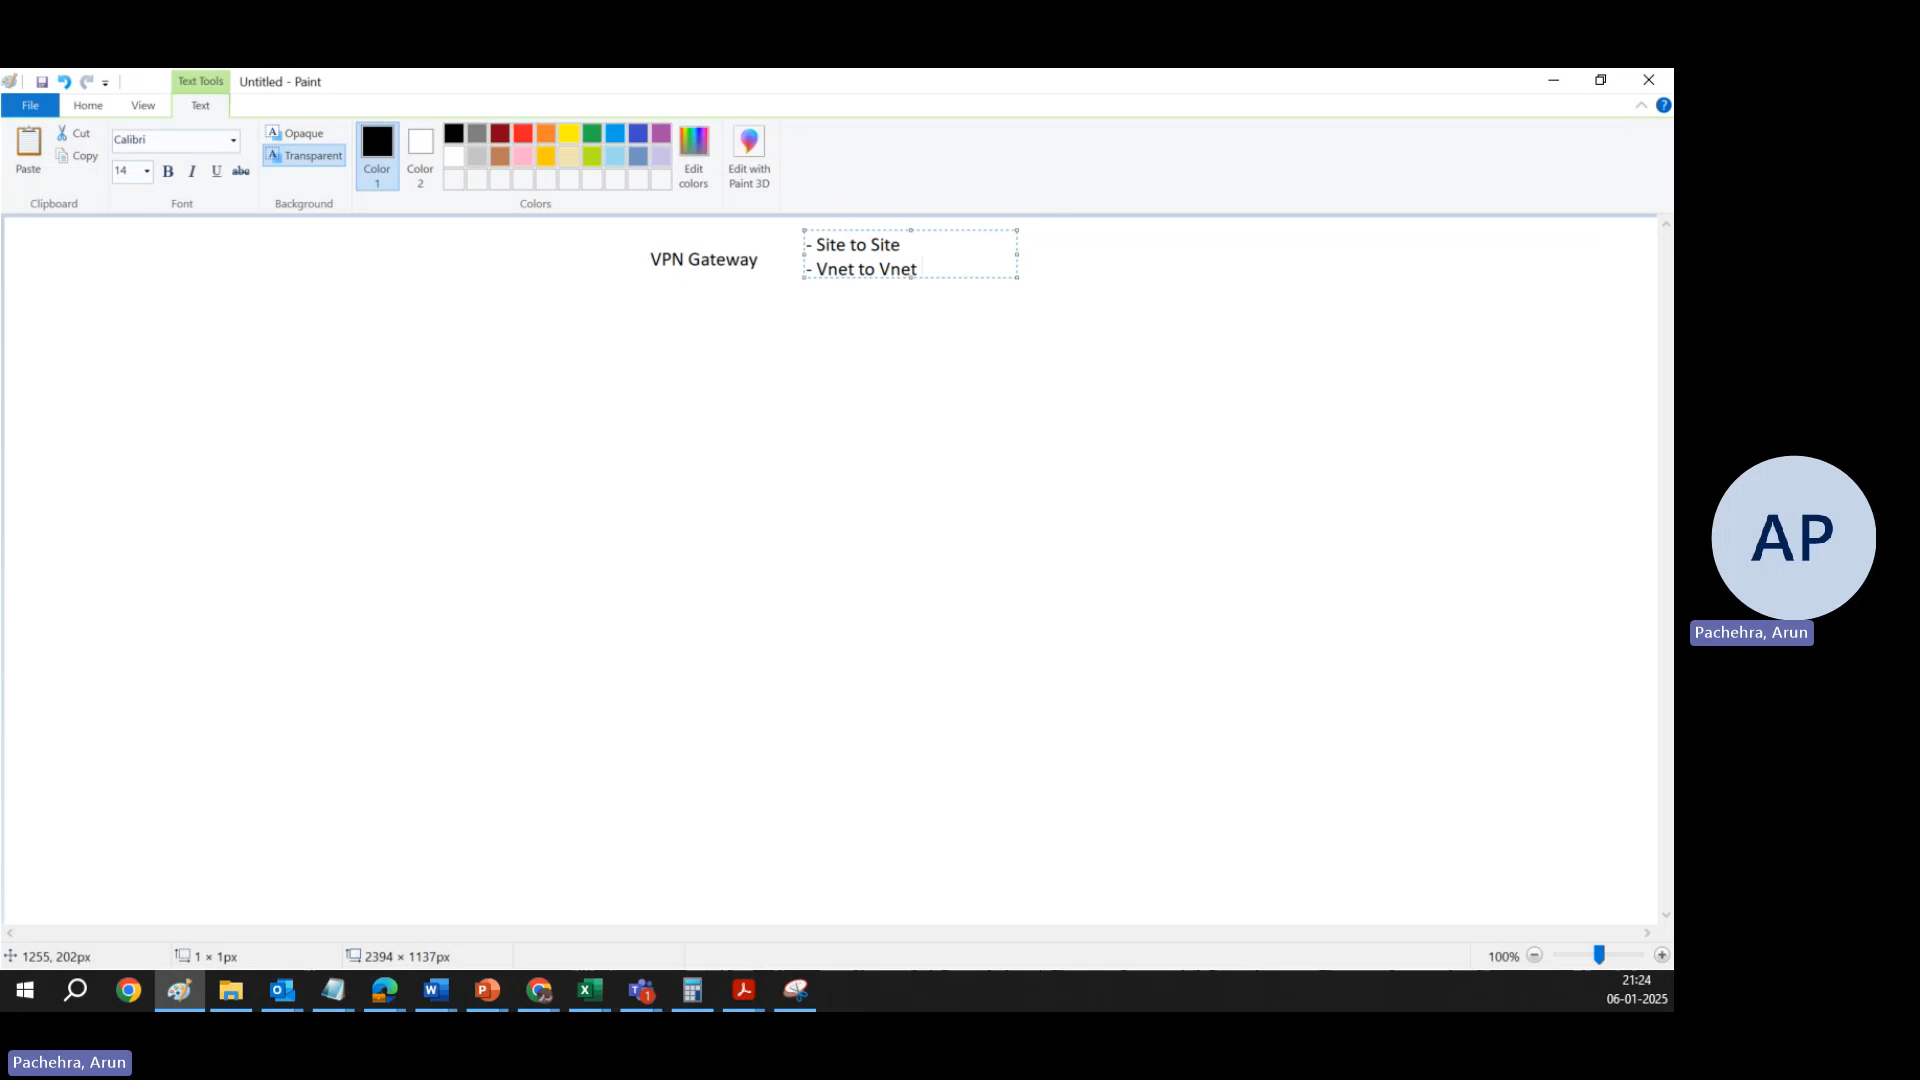 Text Tools
Untitled - Paint
File
Home
View
Text
Paste
Cut
Copy
Clipboard
Calibri
14
B I U abc
Font
Opaque
Transparent
Background
Color 1
Color 2
Edit colors
Colors
Edit with Paint 3D
VPN Gateway
- Site to Site
- Vnet to Vnet
1255, 202px
1 × 1px
2394 × 1137px
100%
21:24
06-01-2025
AP
Pachehra, Arun
Pachehra, Arun